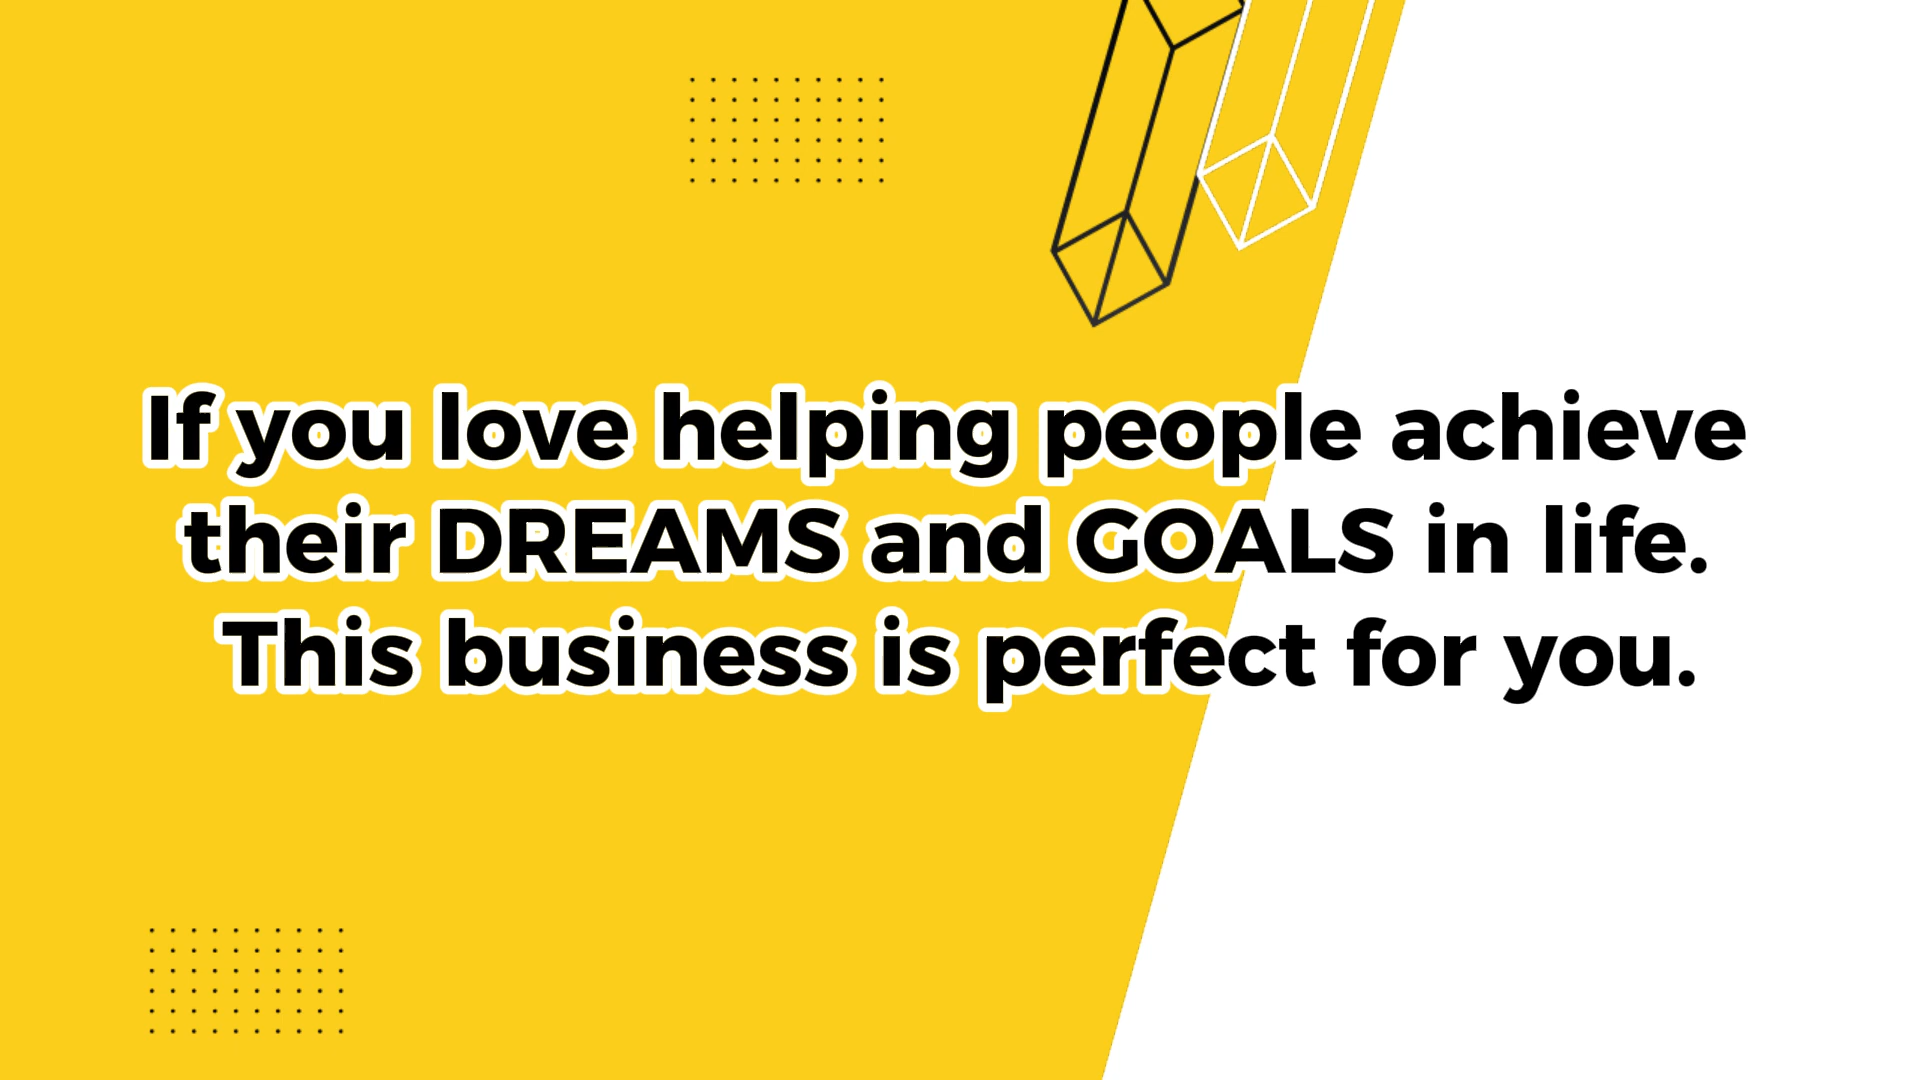 If you love helping people achieve
their DREAMS and GOALS in life.
This business is perfect for you.